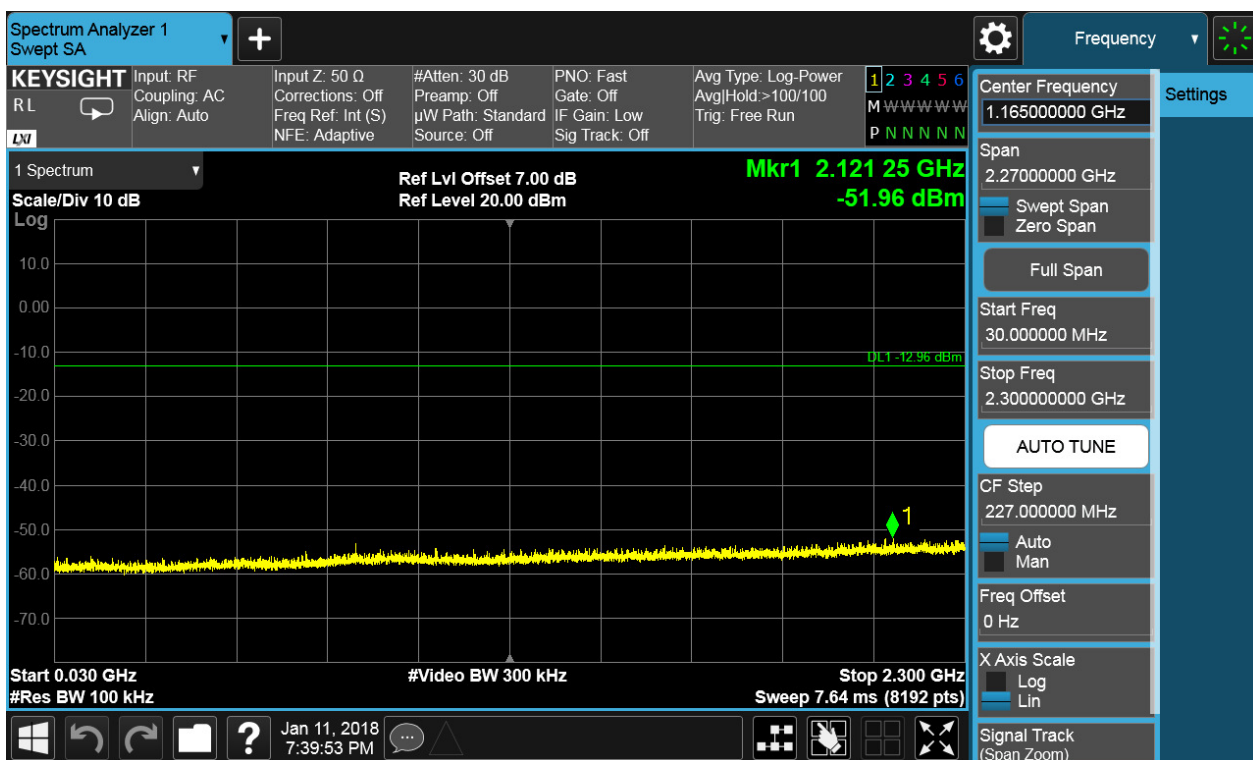 Spectrum Analyzer 1
Swept SA
+
Frequency
KEYSIGHT
R L
LXI
Input: RF
Coupling: AC
Align: Auto
Input Z: 50 Ω
Corrections: Off
Freq Ref: Int (S)
NFE: Adaptive
#Atten: 30 dB
Preamp: Off
µW Path: Standard
Source: Off
PNO: Fast
Gate: Off
IF Gain: Low
Sig Track: Off
Avg Type: Log-Power
Avg|Hold:>100/100
Trig: Free Run
1 2 3 4 5 6
M W W W W W
P N N N N N
1 Spectrum
Scale/Div 10 dB
Log
Ref Lvl Offset 7.00 dB
Ref Level 20.00 dBm
Mkr1 2.121 25 GHz
-51.96 dBm
10.0
0.00
-10.0
DL1 -12.96 dBm
-20.0
-30.0
-40.0
1
-50.0
-60.0
-70.0
Start 0.030 GHz
#Res BW 100 kHz
#Video BW 300 kHz
Stop 2.300 GHz
Sweep 7.64 ms (8192 pts)
Center Frequency
1.165000000 GHz
Span
2.27000000 GHz
Swept Span
Zero Span
Full Span
Start Freq
30.000000 MHz
Stop Freq
2.300000000 GHz
AUTO TUNE
CF Step
227.000000 MHz
Auto
Man
Freq Offset
0 Hz
X Axis Scale
Log
Lin
Signal Track
(Span Zoom)
Settings
?
Jan 11, 2018
7:39:53 PM